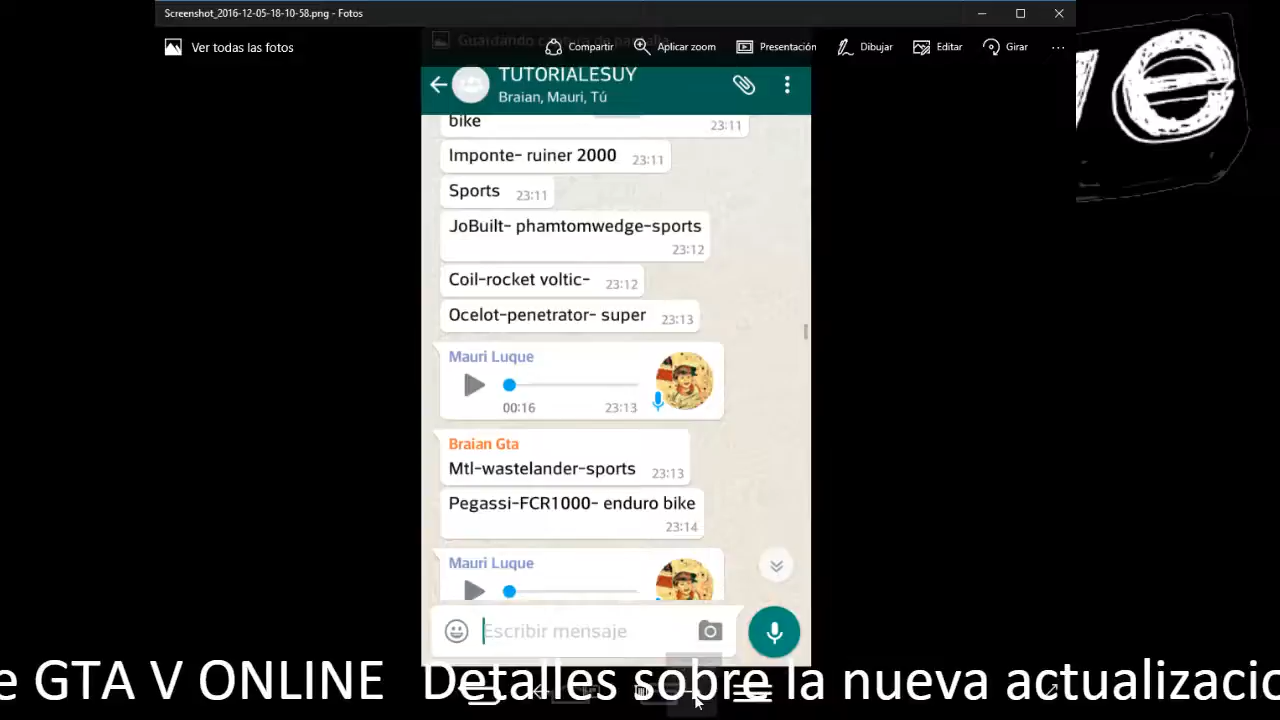 Screenshot_2016-12-05-18-10-58.png - Fotos
Ver todas las fotos
Compartir
Aplicar zoom
Presentación
Dibujar
Editar
Girar
TUTORIALESUY
Braian, Mauri, Tú
bike
23:11
Imponte- ruiner 2000 23:11
Sports 23:11
JoBuilt- phamtomwedge-sports
23:12
Coil-rocket voltic- 23:12
Ocelot-penetrator- super 23:13
Mauri Luque
00:16 23:13
Braian Gta
Mtl-wastelander-sports 23:13
Pegassi-FCR1000- enduro bike
23:14
Mauri Luque
Escribir mensaje
e GTA V ONLINE Detalles sobre la nueva actualizacio